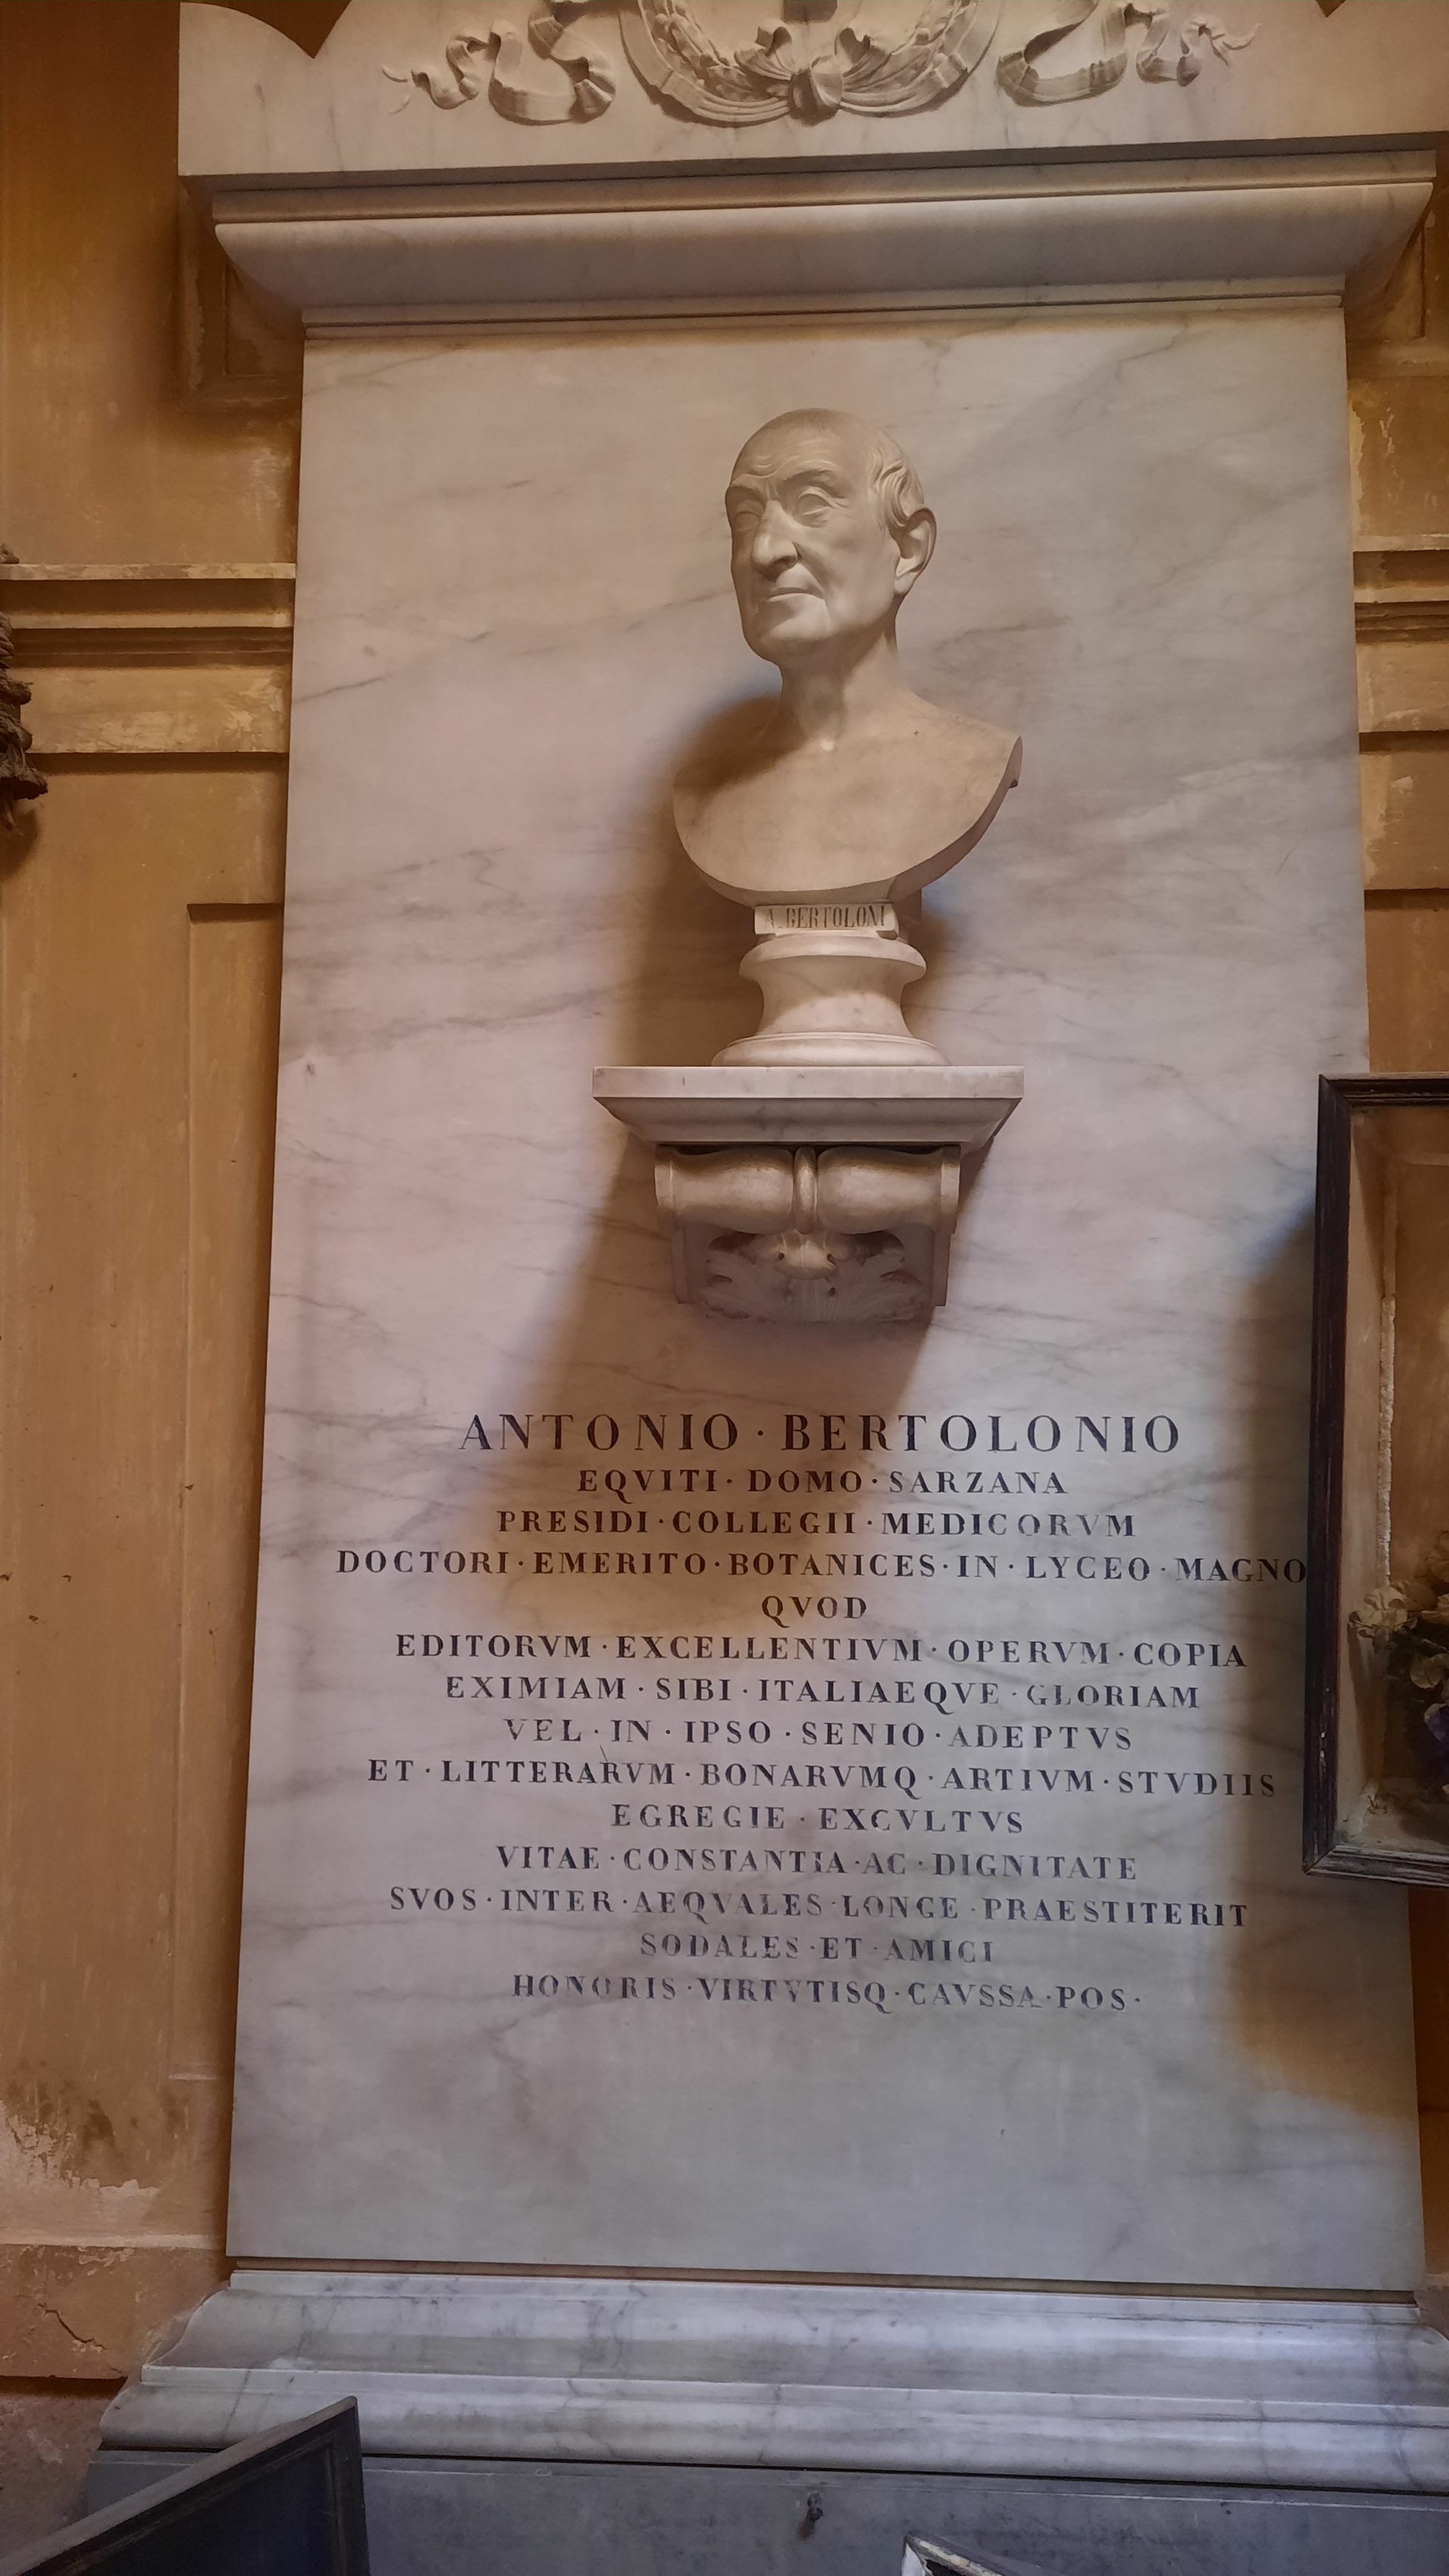 A. BERTOLONI
ANTONIO · BERTOLONIO
EQVITI · DOMO · SARZANA
PRESIDI · COLLEGII · MEDICORVM
DOCTORI · EMERITO · BOTANICES · IN · LYCEO · MAGNO
QVOD
EDITORVM · EXCELLENTIVM · OPERVM · COPIA
EXIMIAM · SIBI · ITALIAEQVE · GLORIAM
VEL · IN · IPSO · SENIO · ADEPTVS
ET · LITTERARVM · BONARVMQ · ARTIVM · STVDIIS
EGREGIE · EXCVLTVS
VITAE · CONSTANTIA · AC · DIGNITATE
SVOS · INTER · AEQVALES · LONGE · PRAESTITERIT
SODALES · ET · AMICI
HONORIS · VIRTVTISQ · CAVSSA · POS ·